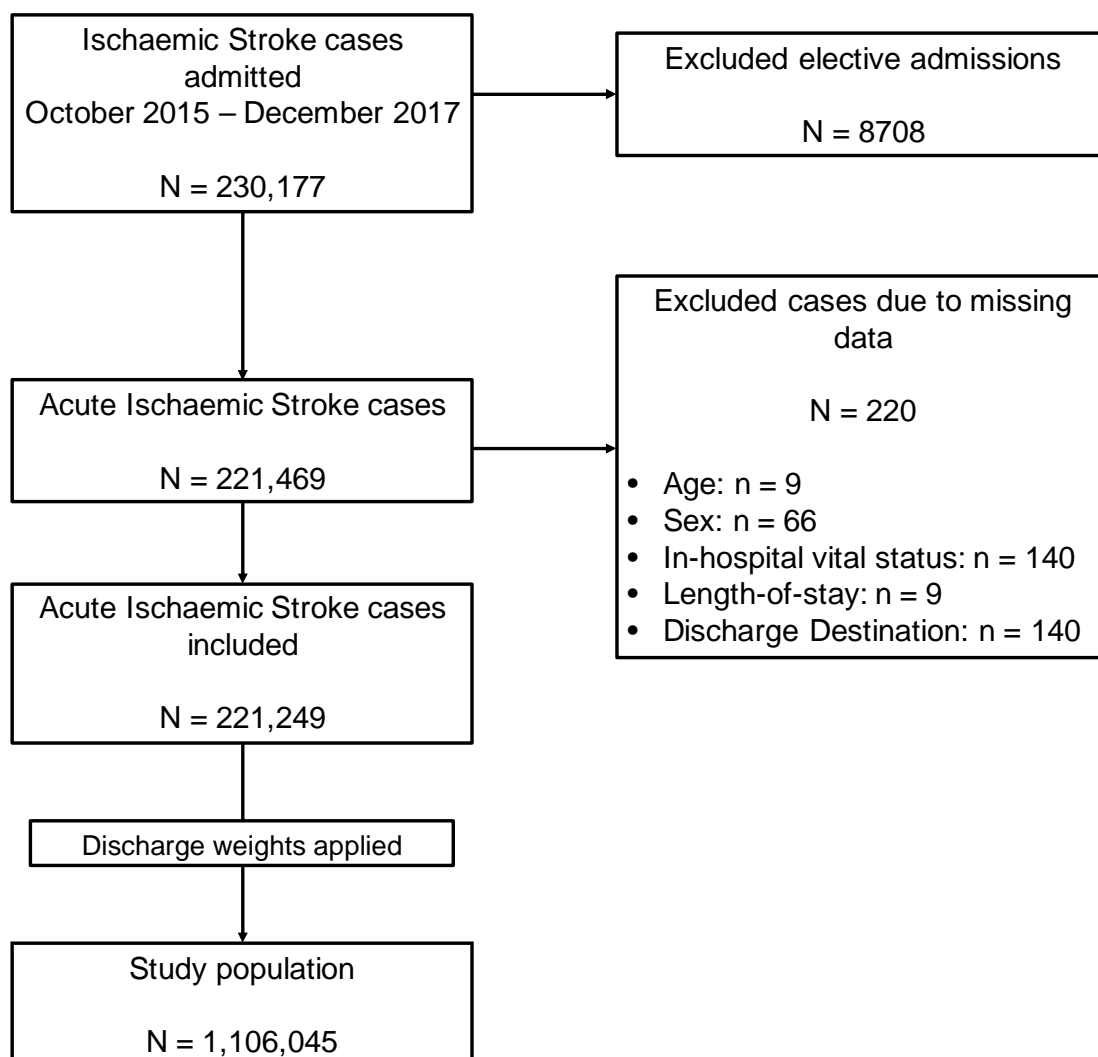 Ischaemic Stroke cases
admitted
October 2015 – December 2017
N = 230,177
Excluded elective admissions
N = 8708
Excluded cases due to missing
data
N = 220
• Age: n = 9
• Sex: n = 66
• In-hospital vital status: n = 140
• Length-of-stay: n = 9
• Discharge Destination: n = 140
Acute Ischaemic Stroke cases
N = 221,469
Acute Ischaemic Stroke cases
included
N = 221,249
Discharge weights applied
Study population
N = 1,106,045